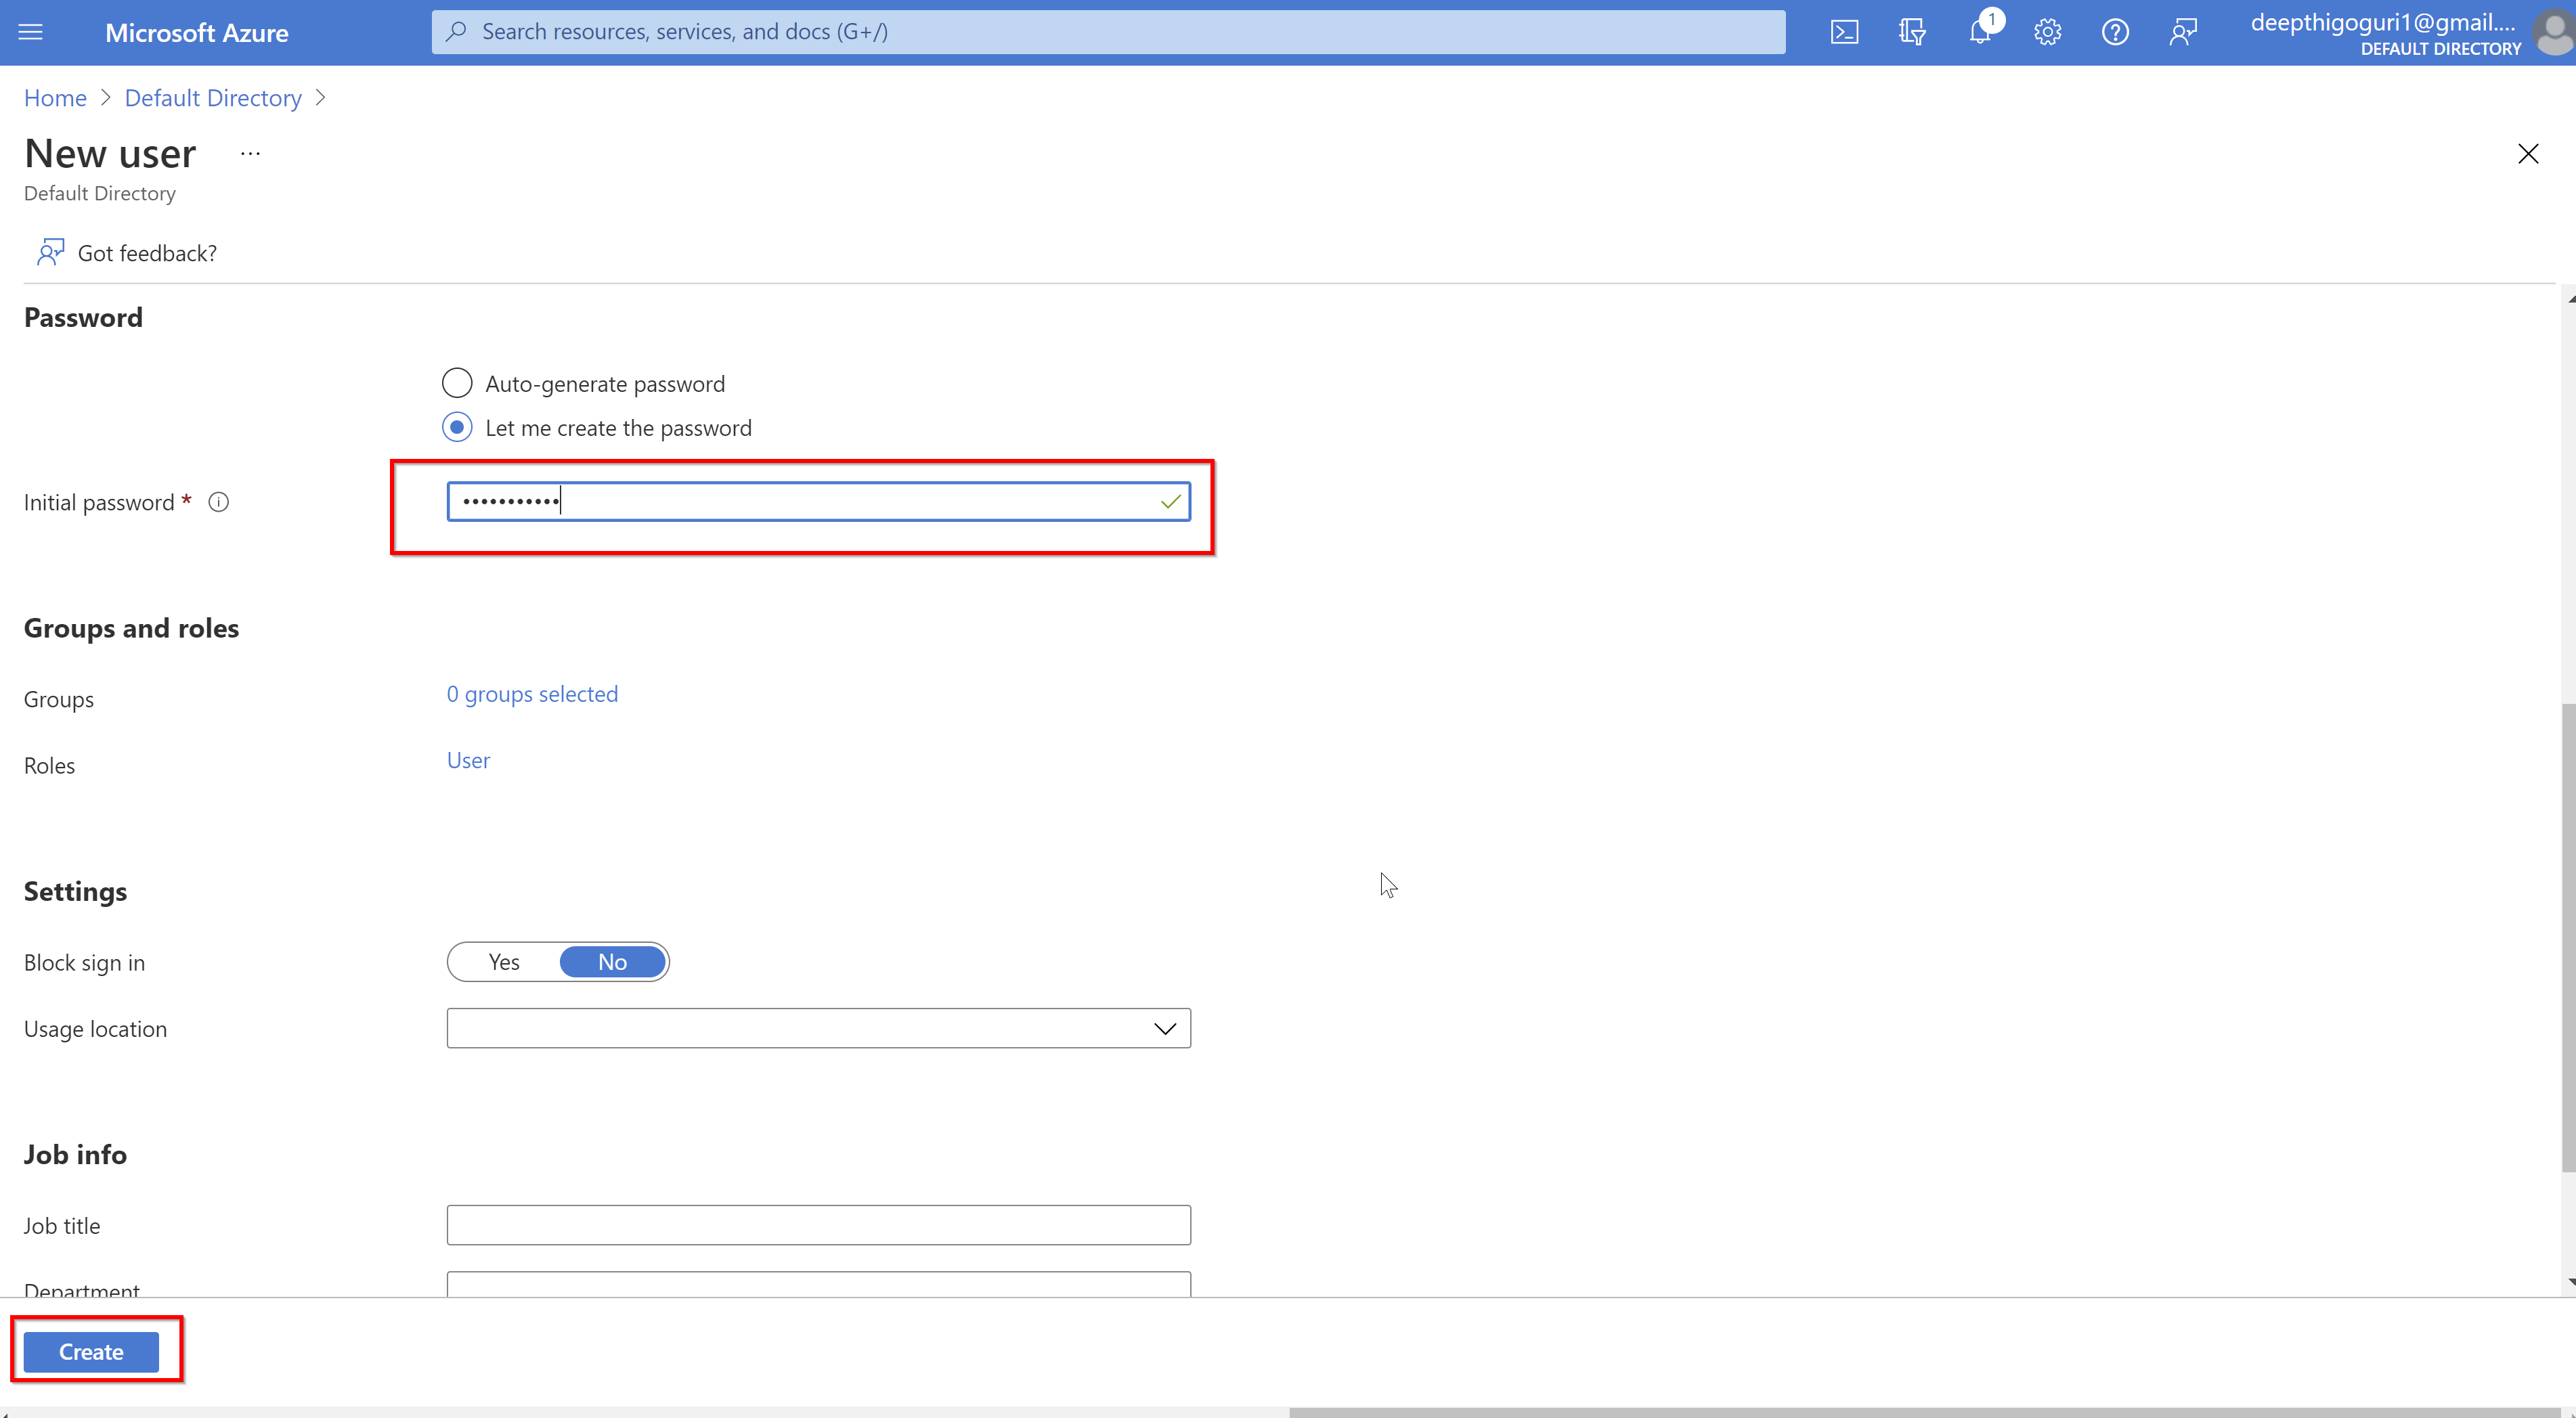 Microsoft Azure
Search resources, services, and docs (G+/)
1
deepthigoguri1@gmail....
DEFAULT DIRECTORY
Home > Default Directory >
New user ...
Default Directory
Got feedback?
Password
Auto-generate password
Let me create the password
Initial password * •••••••••••
Groups and roles
Groups 0 groups selected
Roles User
Settings
Block sign in Yes No
Usage location
Job info
Job title
Department
Create